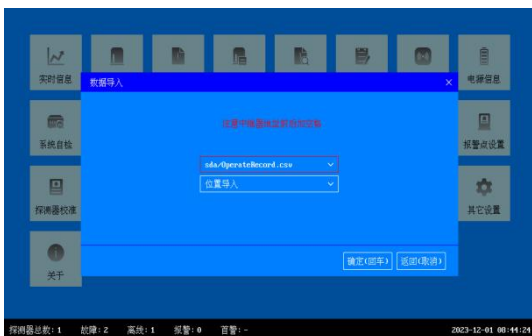 实时信息
电源信息
数据导入
×
系统自检
报警点设置
sda/OperateRecord.csv
位置导入
探测器校准
其它设置
确定(回车)
返回(取消)
关于
探测器总数:1 故障:2 离线:1 报警:0 首警:-
2023-12-01 08:44:24